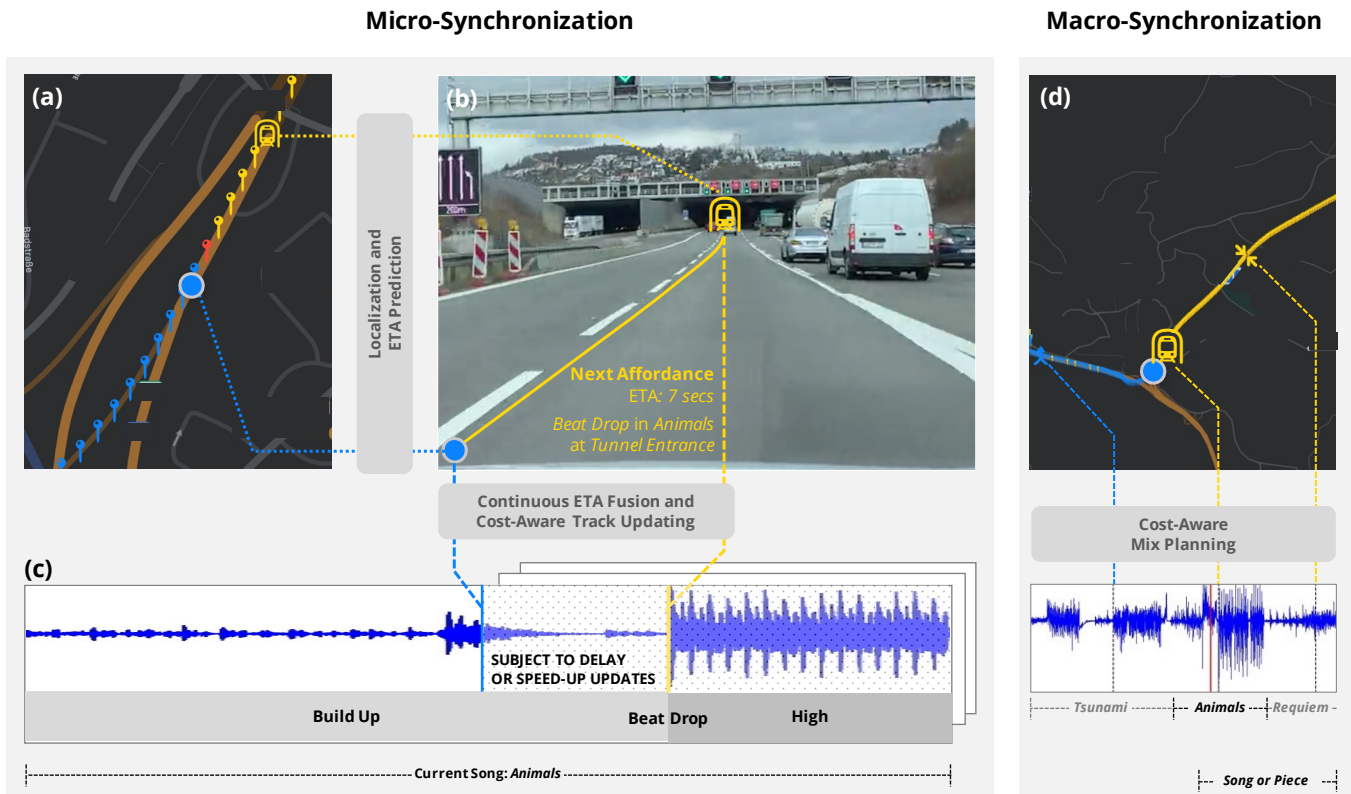 Micro-Synchronization
Macro-Synchronization
(a)
Badstraße
Localization and
ETA Prediction
(b)
200m
Next Affordance
ETA: 7 secs
Beat Drop in Animals
at Tunnel Entrance
Continuous ETA Fusion and
Cost-Aware Track Updating
(c)
SUBJECT TO DELAY
OR SPEED-UP UPDATES
Build Up
Beat Drop
High
Current Song: Animals
(d)
Cost-Aware
Mix Planning
Tsunami
Animals
Requiem
Song or Piece